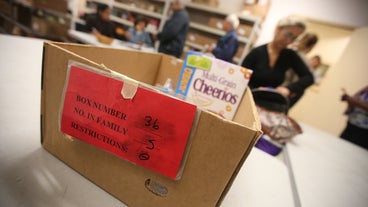 BOX NUMBER 36
NO. IN FAMILY 5
RESTRICTIONS:
Multi-Grain
Cheerios